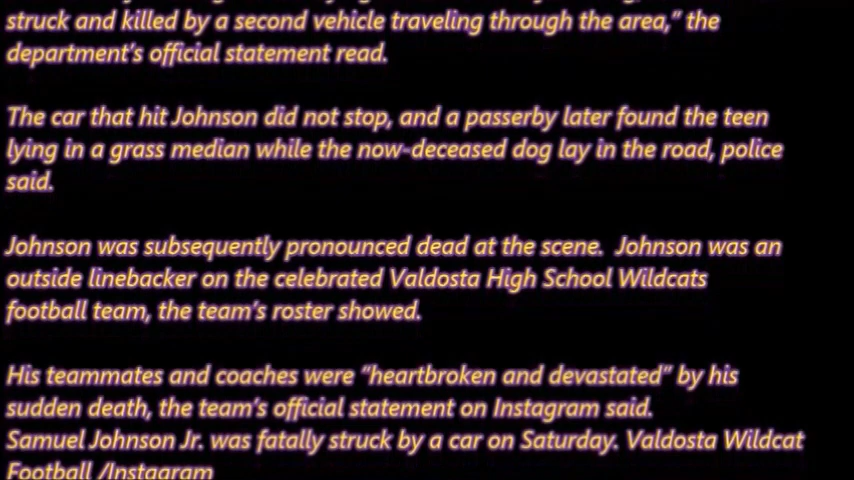 struck and killed by a second vehicle traveling through the area,” the
department’s official statement read.
The car that hit Johnson did not stop, and a passerby later found the teen
lying in a grass median while the now-deceased dog lay in the road, police
said.
Johnson was subsequently pronounced dead at the scene.  Johnson was an
outside linebacker on the celebrated Valdosta High School Wildcats
football team, the team’s roster showed.
His teammates and coaches were “heartbroken and devastated” by his
sudden death, the team’s official statement on Instagram said.
Samuel Johnson Jr. was fatally struck by a car on Saturday. Valdosta Wildcat
Football /Instagram